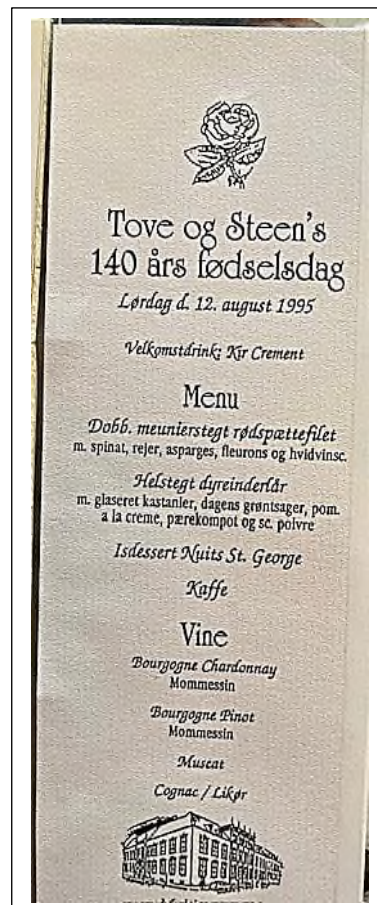 Tove og Steen's
140 års fødselsdag
Lørdag d. 12. august 1995
Velkomstdrink: Kir Crement
Menu
Dobb. meunierstegt rødspættefilet
m. spinat, rejer, asparges, fleurons og hvidvinsc.
Helstegt dyreinderlår
m. glaseret kastanier, dagens grøntsager, pom.
a la creme, pærekompot og sc. poivre
Isdessert Nuits St. George
Kaffe
Vine
Bourgogne Chardonnay
Mommessin
Bourgogne Pinot
Mommessin
Muscat
Cognac / Likør